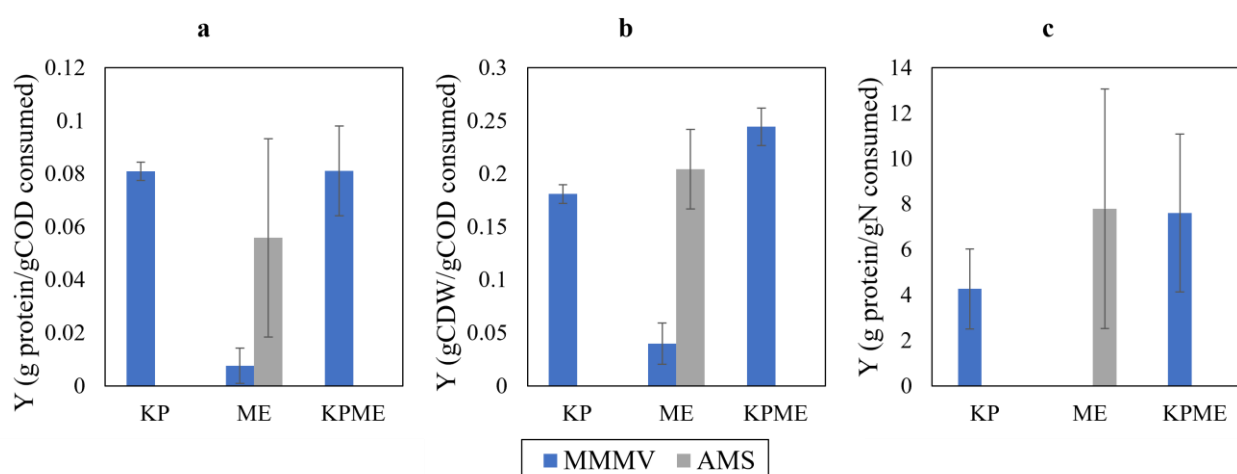 a
Y (g protein/gCOD consumed)
0.12
0.1
0.08
0.06
0.04
0.02
0
KP ME KPME
b
Y (gCDW/gCOD consumed)
0.3
0.25
0.2
0.15
0.1
0.05
0
KP ME KPME
c
Y (g protein/gN consumed)
14
12
10
8
6
4
2
0
KP ME KPME
MMMV AMS